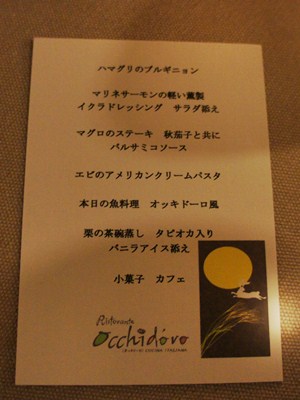 ハマグリのブルギニョン
マリネサーモンの軽い燻製
イクラドレッシング　サラダ添え
マグロのステーキ　秋茄子と共に
バルサミコソース
エビのアメリカンクリームパスタ
本日の魚料理　オッキドーロ風
栗の茶碗蒸し　タピオカ入り
バニラアイス添え
小菓子　カフェ
Ristorante
Occhidóro